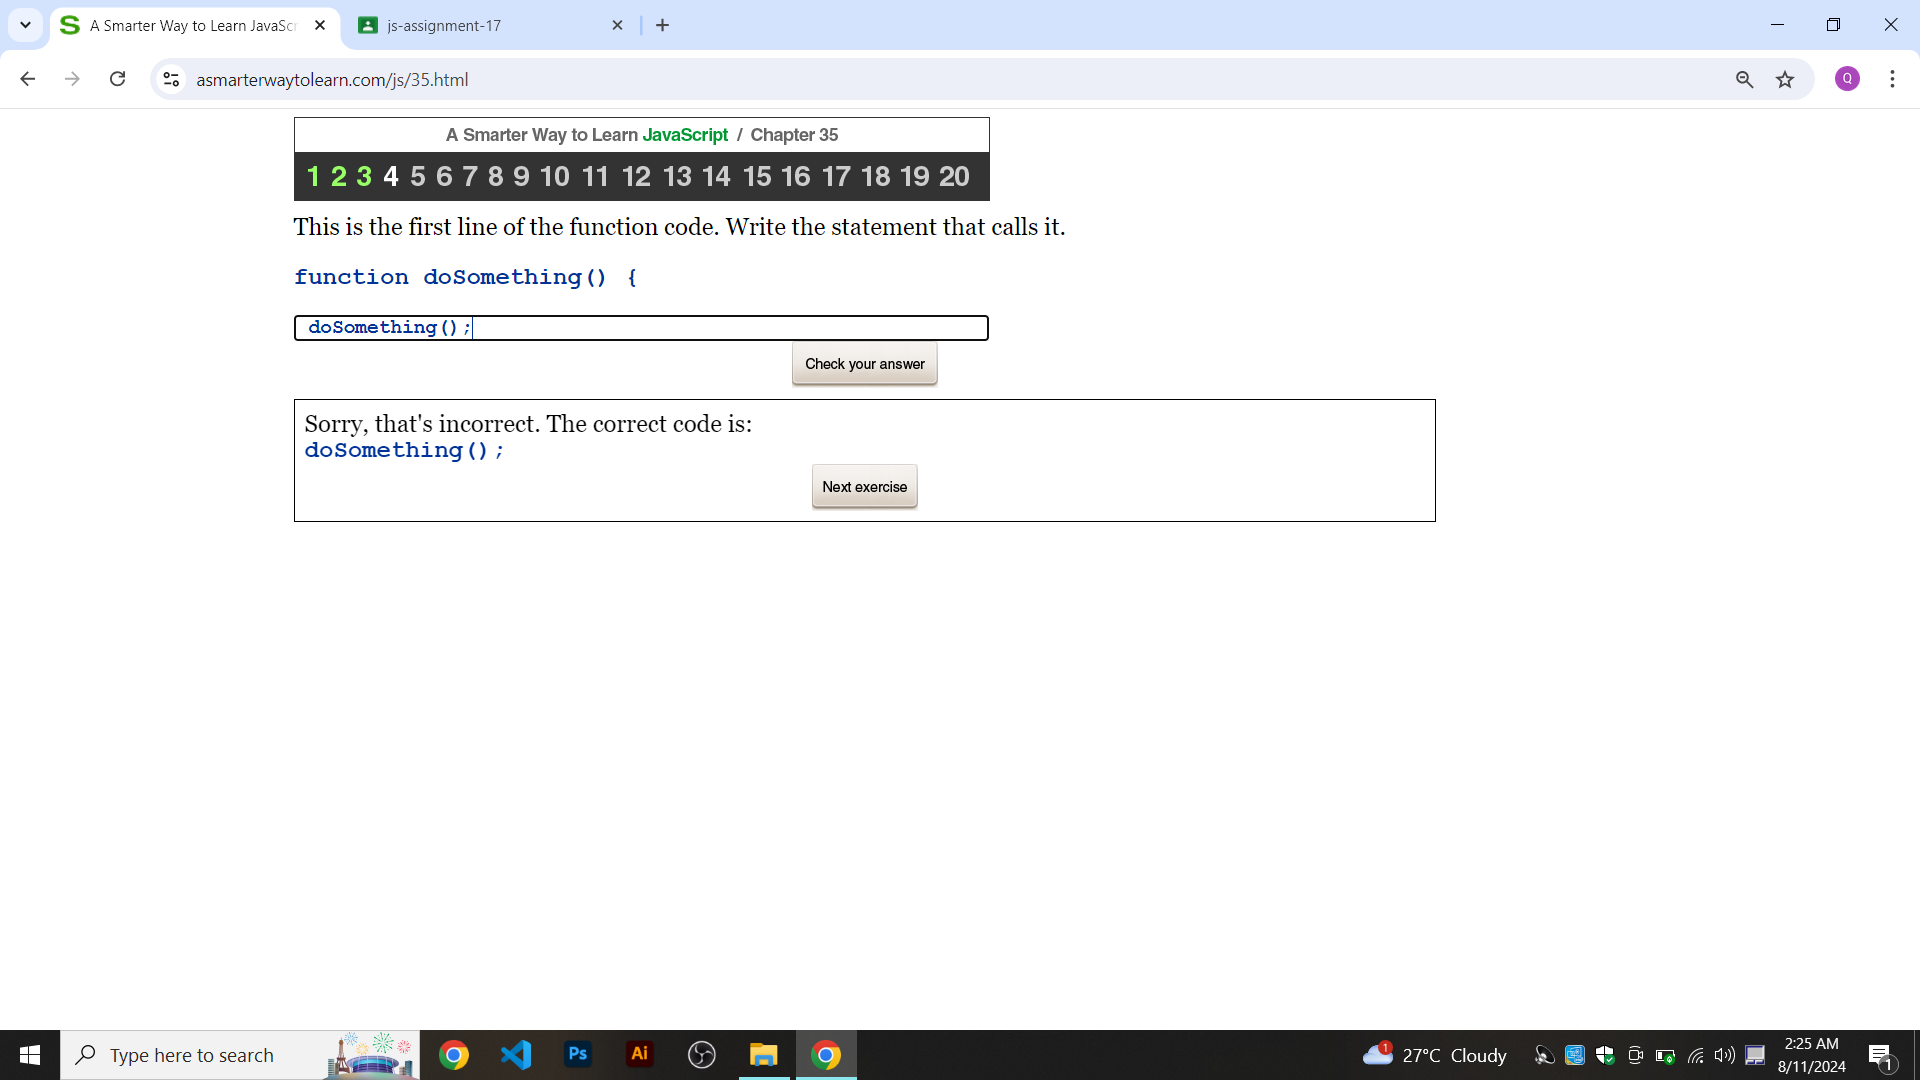 A Smarter Way to Learn JavaScr
js-assignment-17
asmarterwaytolearn.com/js/35.html
Q
A Smarter Way to Learn JavaScript / Chapter 35
1 2 3 4 5 6 7 8 9 10 11 12 13 14 15 16 17 18 19 20
This is the first line of the function code. Write the statement that calls it.
function doSomething() {
doSomething();
Check your answer
Sorry, that's incorrect. The correct code is:
doSomething();
Next exercise
Type here to search
Ps
Ai
1
27°C Cloudy
2:25 AM
8/11/2024
1